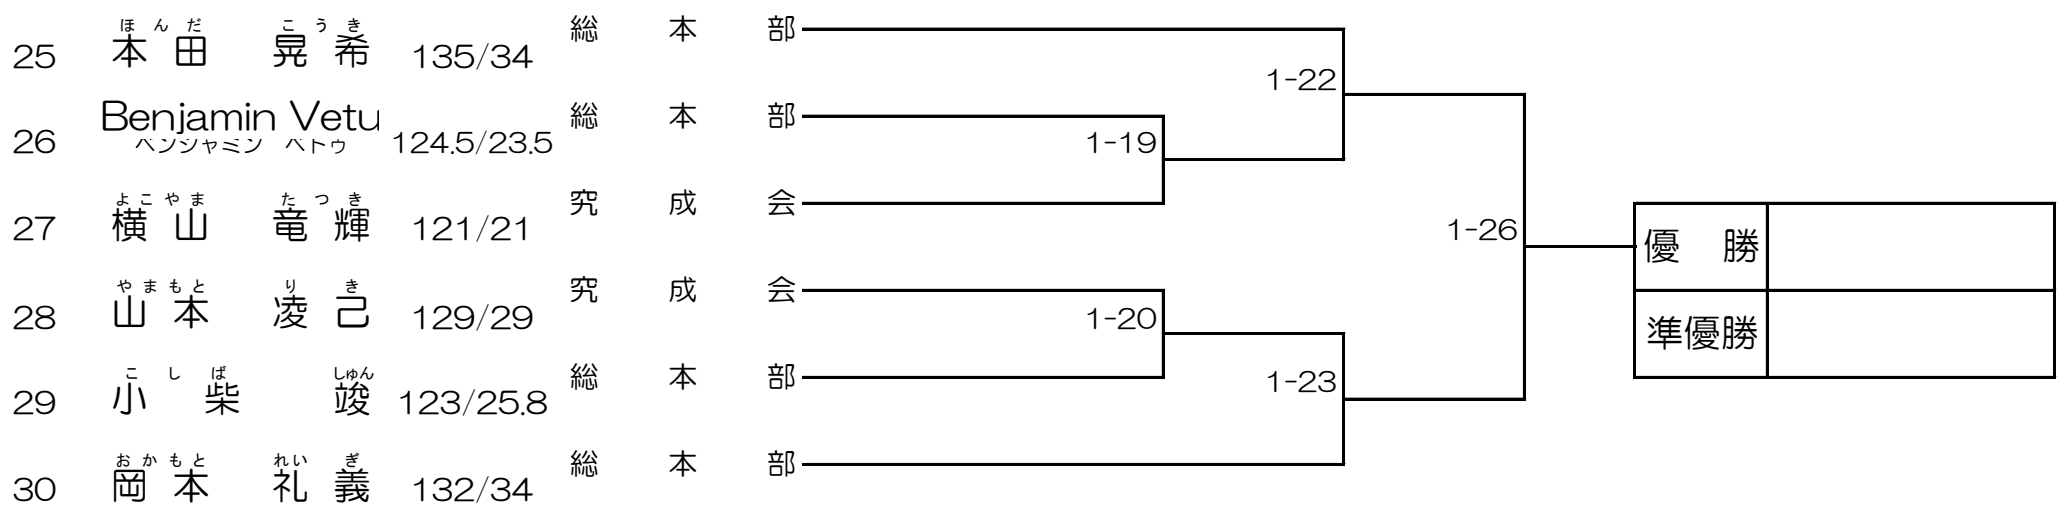 ほんだ こうき
25 本田 晃希 135/34 総本部
1-22
26 Benjamin Vetu 124.5/23.5 総本部
ベンジャミン ベトゥ
1-19
よこやま たつき
27 横山 竜輝 121/21 究成会
1-26
優勝
やまもと りき
28 山本 凌己 129/29 究成会
1-20
準優勝
こしば しゅん
29 小柴 竣 123/25.8 総本部
1-23
おかもと れいぎ
30 岡本 礼義 132/34 総本部